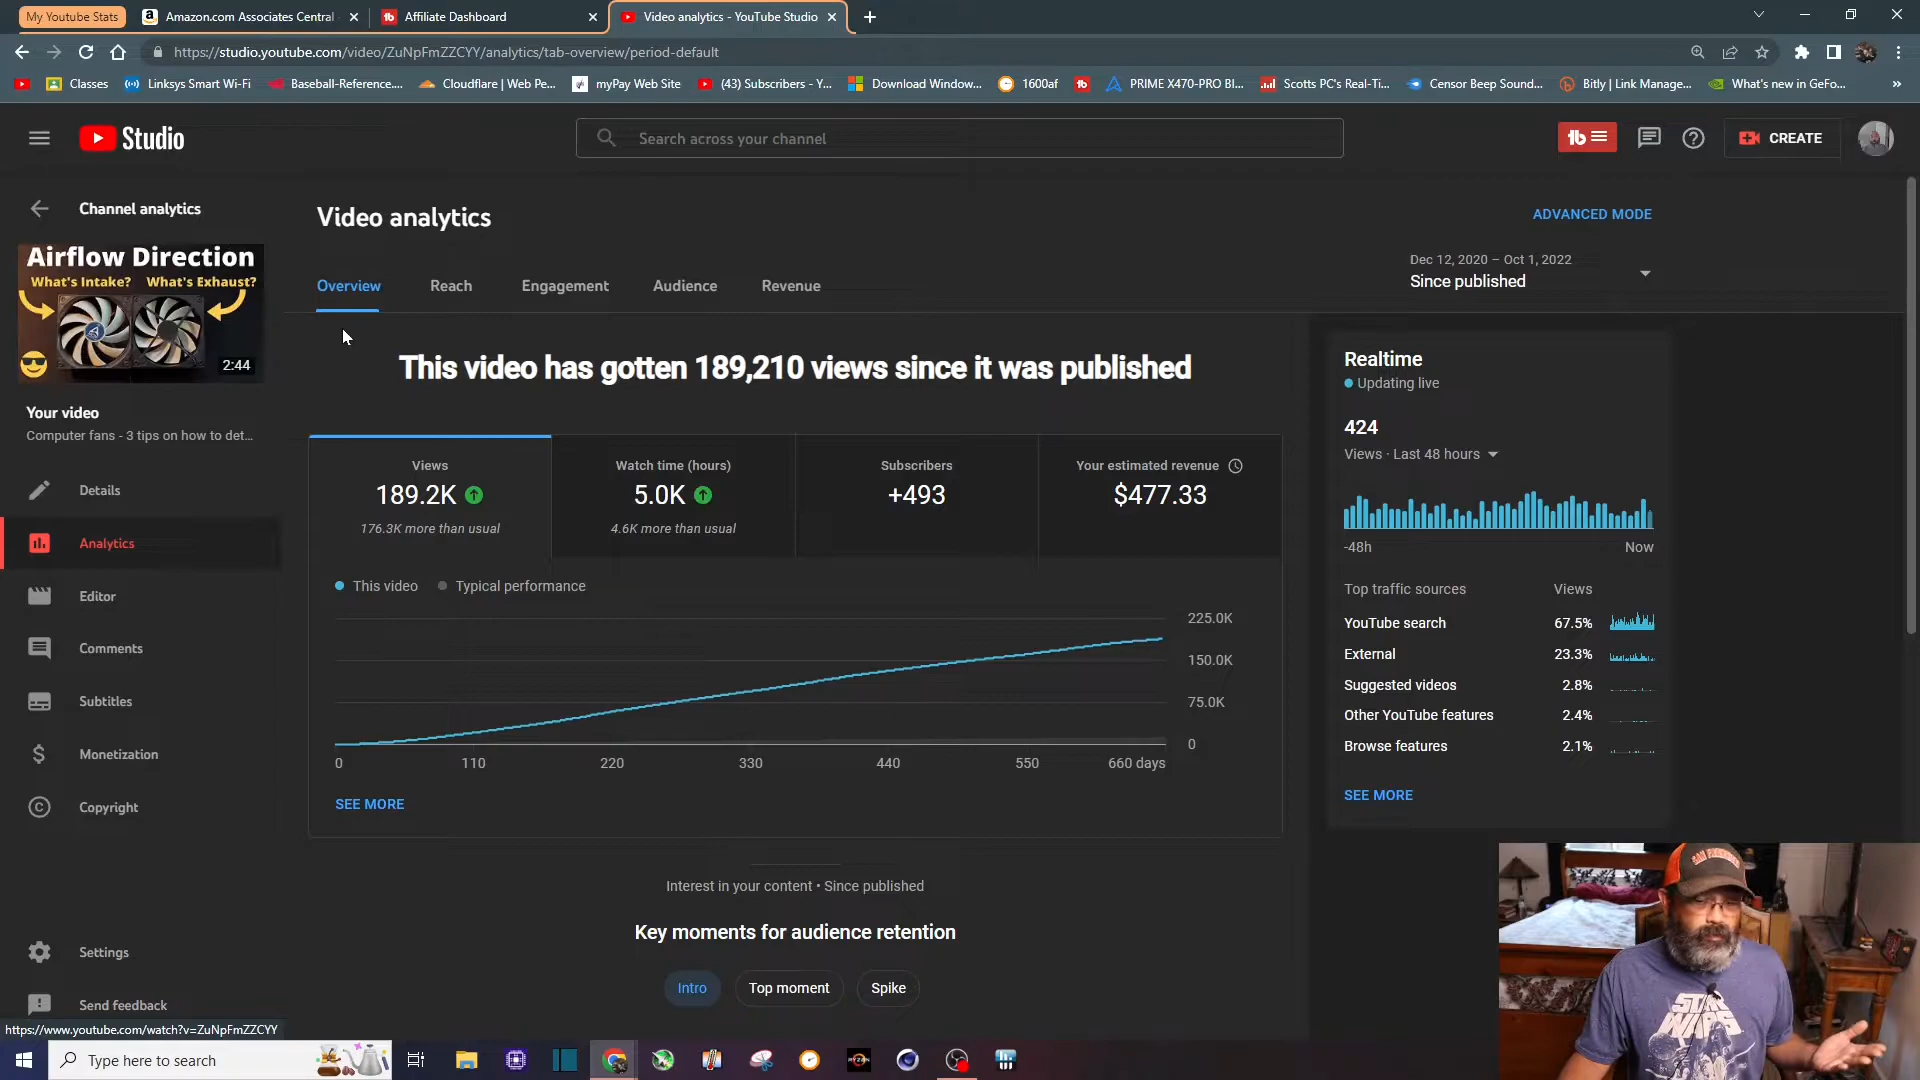 My Youtube Stats
Amazon.com Associates Central
Affiliate Dashboard
Video analytics - YouTube Studio
https://studio.youtube.com/video/ZuNpFmZZCYY/analytics/tab-overview/period-default
Classes
Linksys Smart Wi-Fi
Baseball-Reference....
Cloudflare | Web Pe...
myPay Web Site
(43) Subscribers - Y...
Download Window...
1600af
PRIME X470-PRO BI...
Scotts PC's Real-Ti...
Censor Beep Sound...
Bitly | Link Manage...
What's new in GeFo...
Studio
Search across your channel
CREATE
Channel analytics
Airflow Direction
What's Intake? What's Exhaust?
2:44
Your video
Computer fans - 3 tips on how to det...
Details
Analytics
Editor
Comments
Subtitles
Monetization
Copyright
Settings
Send feedback
https://www.youtube.com/watch?v=ZuNpFmZZCYY
Video analytics
ADVANCED MODE
Overview
Reach
Engagement
Audience
Revenue
Dec 12, 2020 – Oct 1, 2022
Since published
This video has gotten 189,210 views since it was published
Views
189.2K
176.3K more than usual
Watch time (hours)
5.0K
4.6K more than usual
Subscribers
+493
Your estimated revenue
$477.33
This video
Typical performance
225.0K
150.0K
75.0K
0
0
110
220
330
440
550
660 days
SEE MORE
Interest in your content • Since published
Key moments for audience retention
Intro
Top moment
Spike
Realtime
Updating live
424
Views · Last 48 hours
-48h
Now
Top traffic sources
Views
YouTube search
67.5%
External
23.3%
Suggested videos
2.8%
Other YouTube features
2.4%
Browse features
2.1%
SEE MORE
SAN FRANCISCO
STAR
WARS
Type here to search
RYZEN